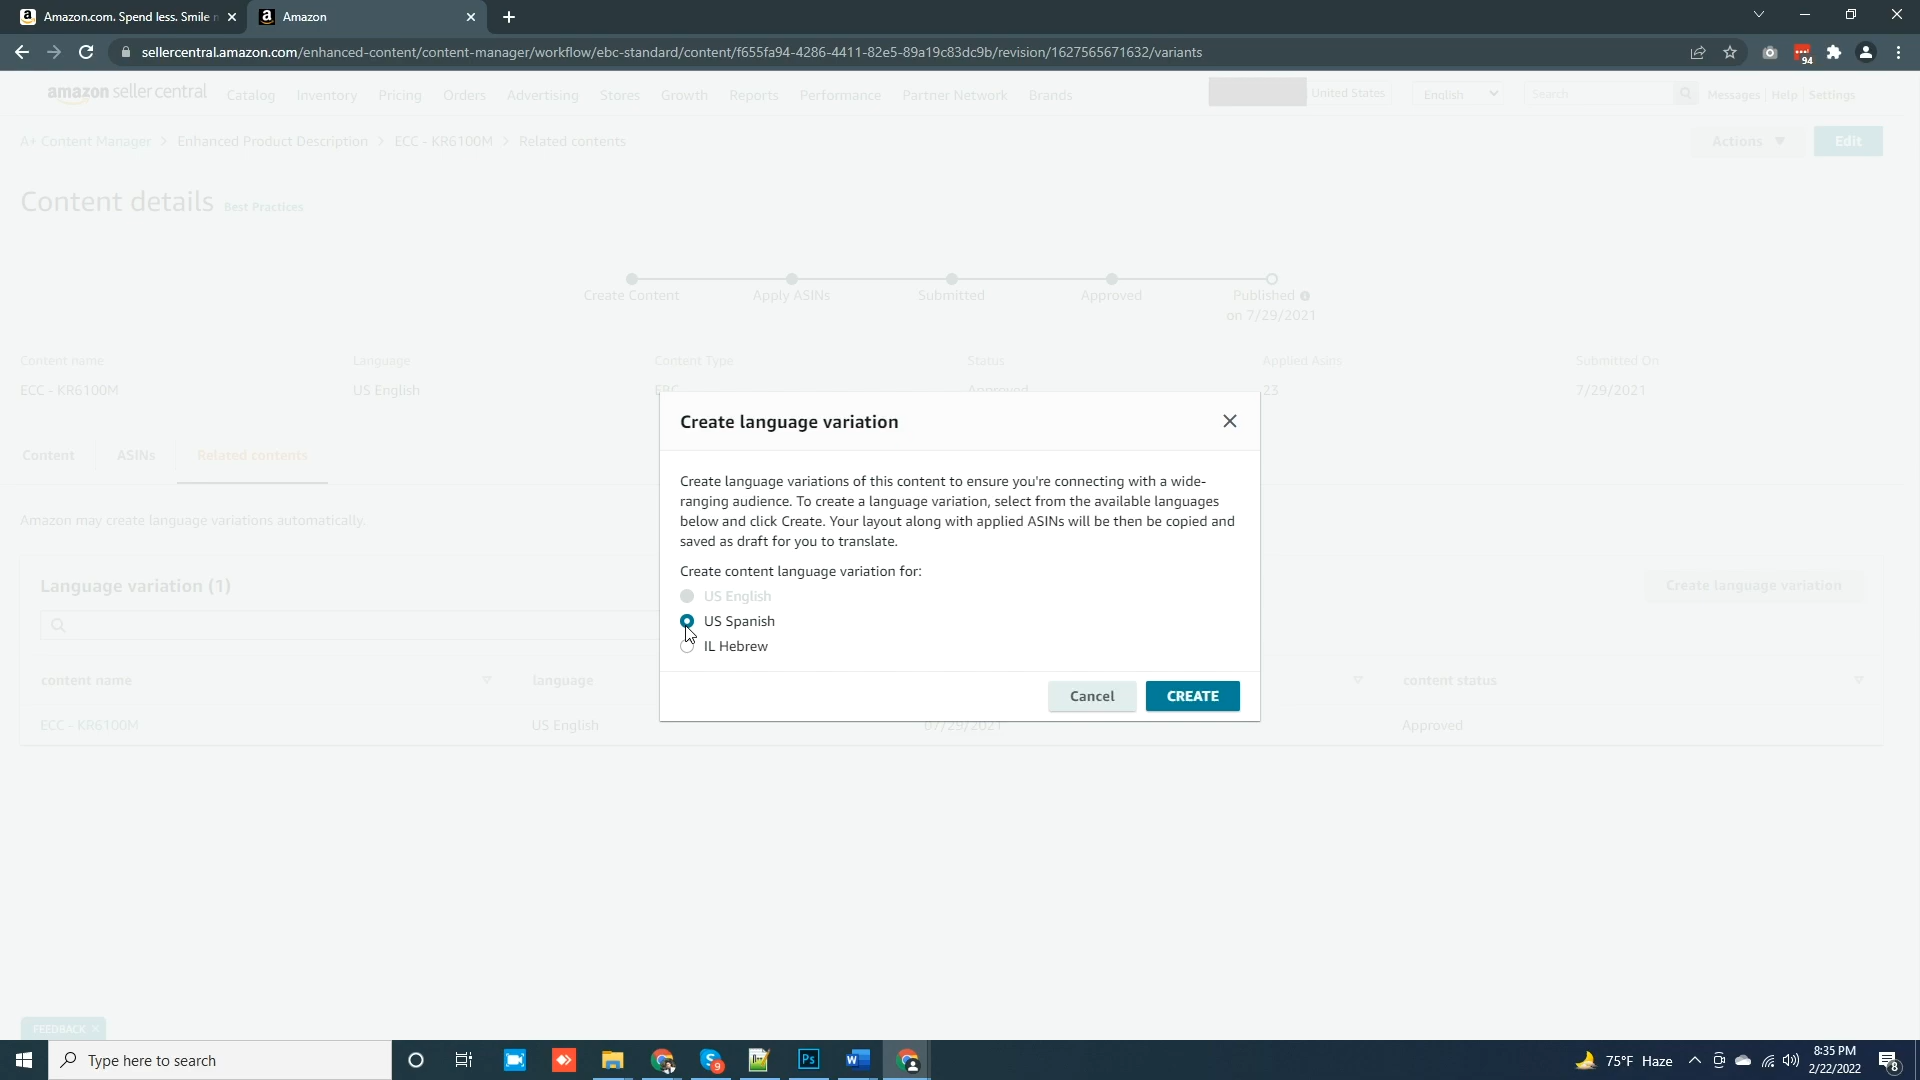 Amazon.com. Spend less. Smile
Amazon
sellercentral.amazon.com/enhanced-content/content-manager/workflow/ebc-standard/content/f655fa94-4286-4411-82e5-89a19c83dc9b/revision/1627565671632/variants
94
amazon seller central
Catalog Inventory Pricing Orders Advertising Stores Growth Reports Performance Partner Network Brands
United States English Search Messages | Help | Settings
A+ Content Manager > Enhanced Product Description > ECC - KR6100M > Related contents
Actions Edit
Content details Best Practices
Create Content Apply ASINs Submitted Approved Published
on 7/29/2021
Content name Language Content Type Status Applied Asins Submitted On
ECC - KR6100M US English EBC Approved 23 7/29/2021
Content ASINs Related contents
Amazon may create language variations automatically.
Language variation (1)
Create language variation
content name language content status
ECC - KR6100M US English 07/29/2021 Approved
Create language variation
Create language variations of this content to ensure you're connecting with a wide-
ranging audience. To create a language variation, select from the available languages
below and click Create. Your layout along with applied ASINs will be then be copied and
saved as draft for you to translate.
Create content language variation for:
US English
US Spanish
IL Hebrew
Cancel CREATE
FEEDBACK
Type here to search
Ps
9
75°F Haze
8:35 PM
2/22/2022
8